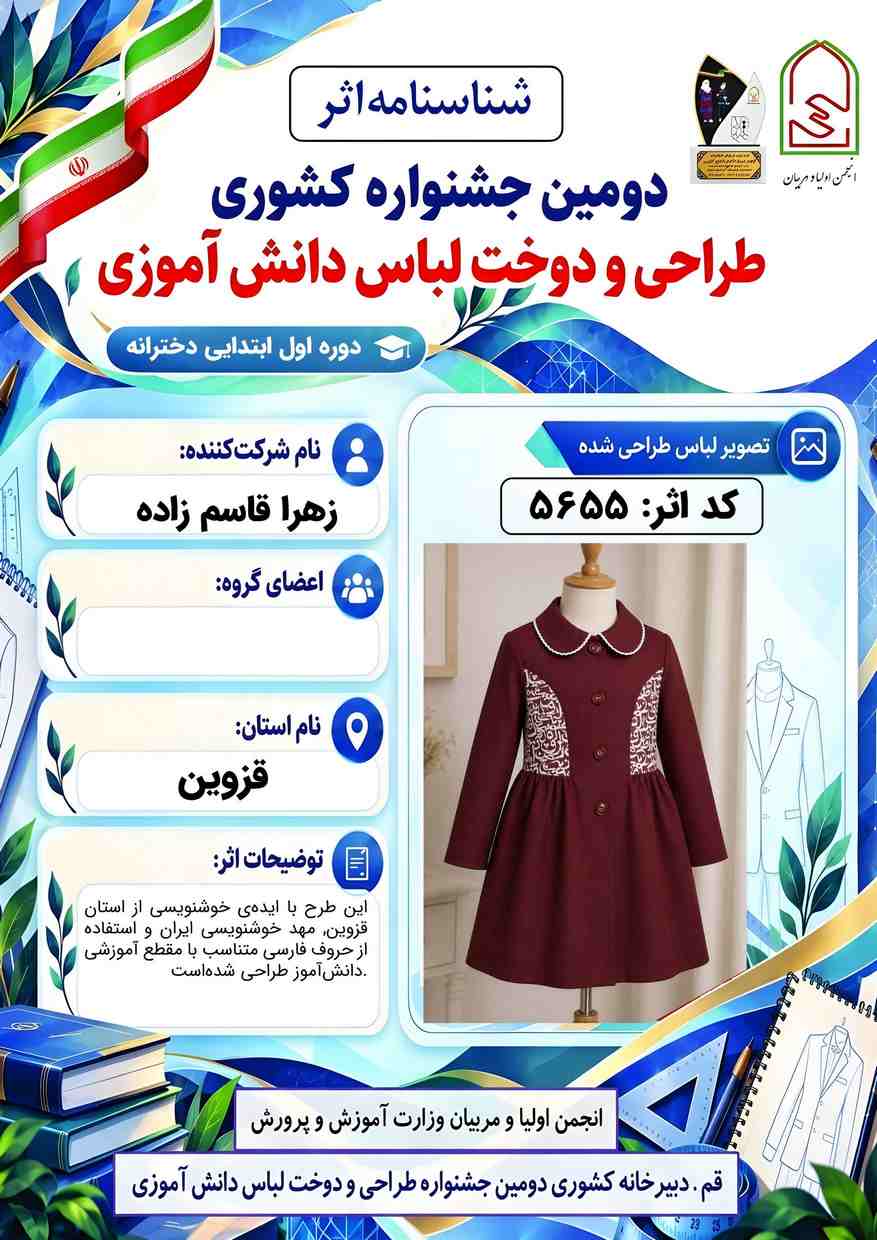 شناسنامه اثر
انجمن اولیا و مربیان
دومین جشنواره کشوری
طراحی و دوخت لباس دانش آموزی
دوره اول ابتدایی دخترانه
تصویر لباس طراحی شده
کد اثر: ۵۶۵۵
نام شرکت‌کننده:
زهرا قاسم زاده
اعضای گروه:
نام استان:
قزوین
توضیحات اثر:
این طرح با ایده‌ی خوشنویسی از استان
قزوین, مهد خوشنویسی ایران و استفاده
از حروف فارسی متناسب با مقطع آموزشی
.دانش‌آموز طراحی شده‌است
انجمن اولیا و مربیان وزارت آموزش و پرورش
قم . دبیرخانه کشوری دومین جشنواره طراحی و دوخت لباس دانش آموزی